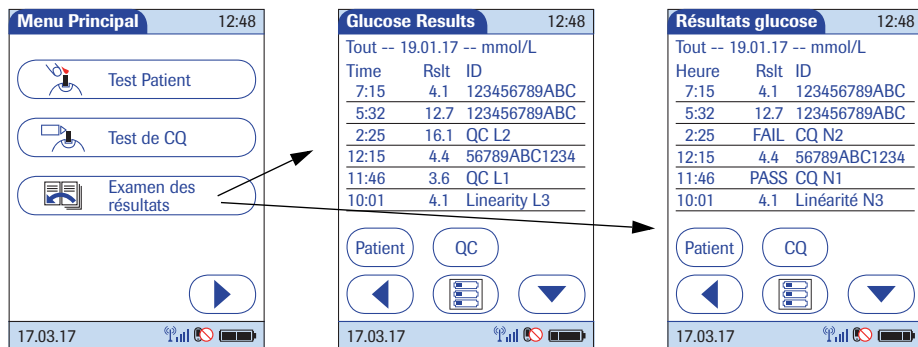 Menu Principal 12:48
Test Patient
Test de CQ
Examen des
résultats
17.03.17
Glucose Results 12:48
Tout -- 19.01.17 -- mmol/L
Time Rslt ID
7:15 4.1 123456789ABC
5:32 12.7 123456789ABC
2:25 16.1 QC L2
12:15 4.4 56789ABC1234
11:46 3.6 QC L1
10:01 4.1 Linearity L3
Patient QC
17.03.17
Résultats glucose 12:48
Tout -- 19.01.17 -- mmol/L
Heure Rslt ID
7:15 4.1 123456789ABC
5:32 12.7 123456789ABC
2:25 FAIL CQ N2
12:15 4.4 56789ABC1234
11:46 PASS CQ N1
10:01 4.1 Linéarité N3
Patient CQ
17.03.17